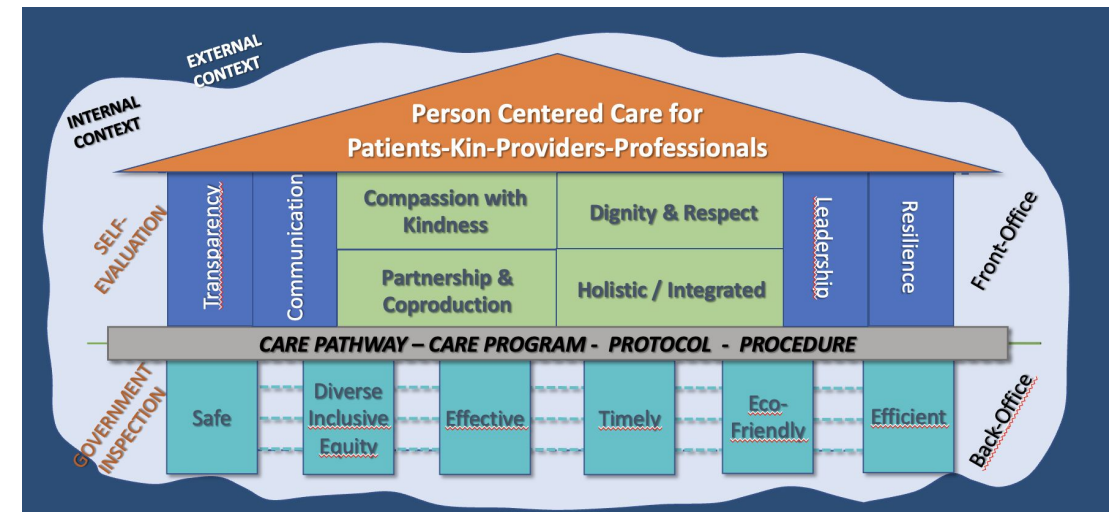 EXTERNAL
CONTEXT
INTERNAL
CONTEXT
Person Centered Care for
Patients-Kin-Providers-Professionals
SELF-
EVALUATION
Transparency
Communication
Compassion with
Kindness
Dignity & Respect
Partnership &
Coproduction
Holistic / Integrated
Leadership
Resilience
Front-Office
CARE PATHWAY – CARE PROGRAM - PROTOCOL - PROCEDURE
GOVERNMENT
INSPECTION
Safe
Diverse
Inclusive
Equity
Effective
Timely
Eco-
Friendly
Efficient
Back-Office